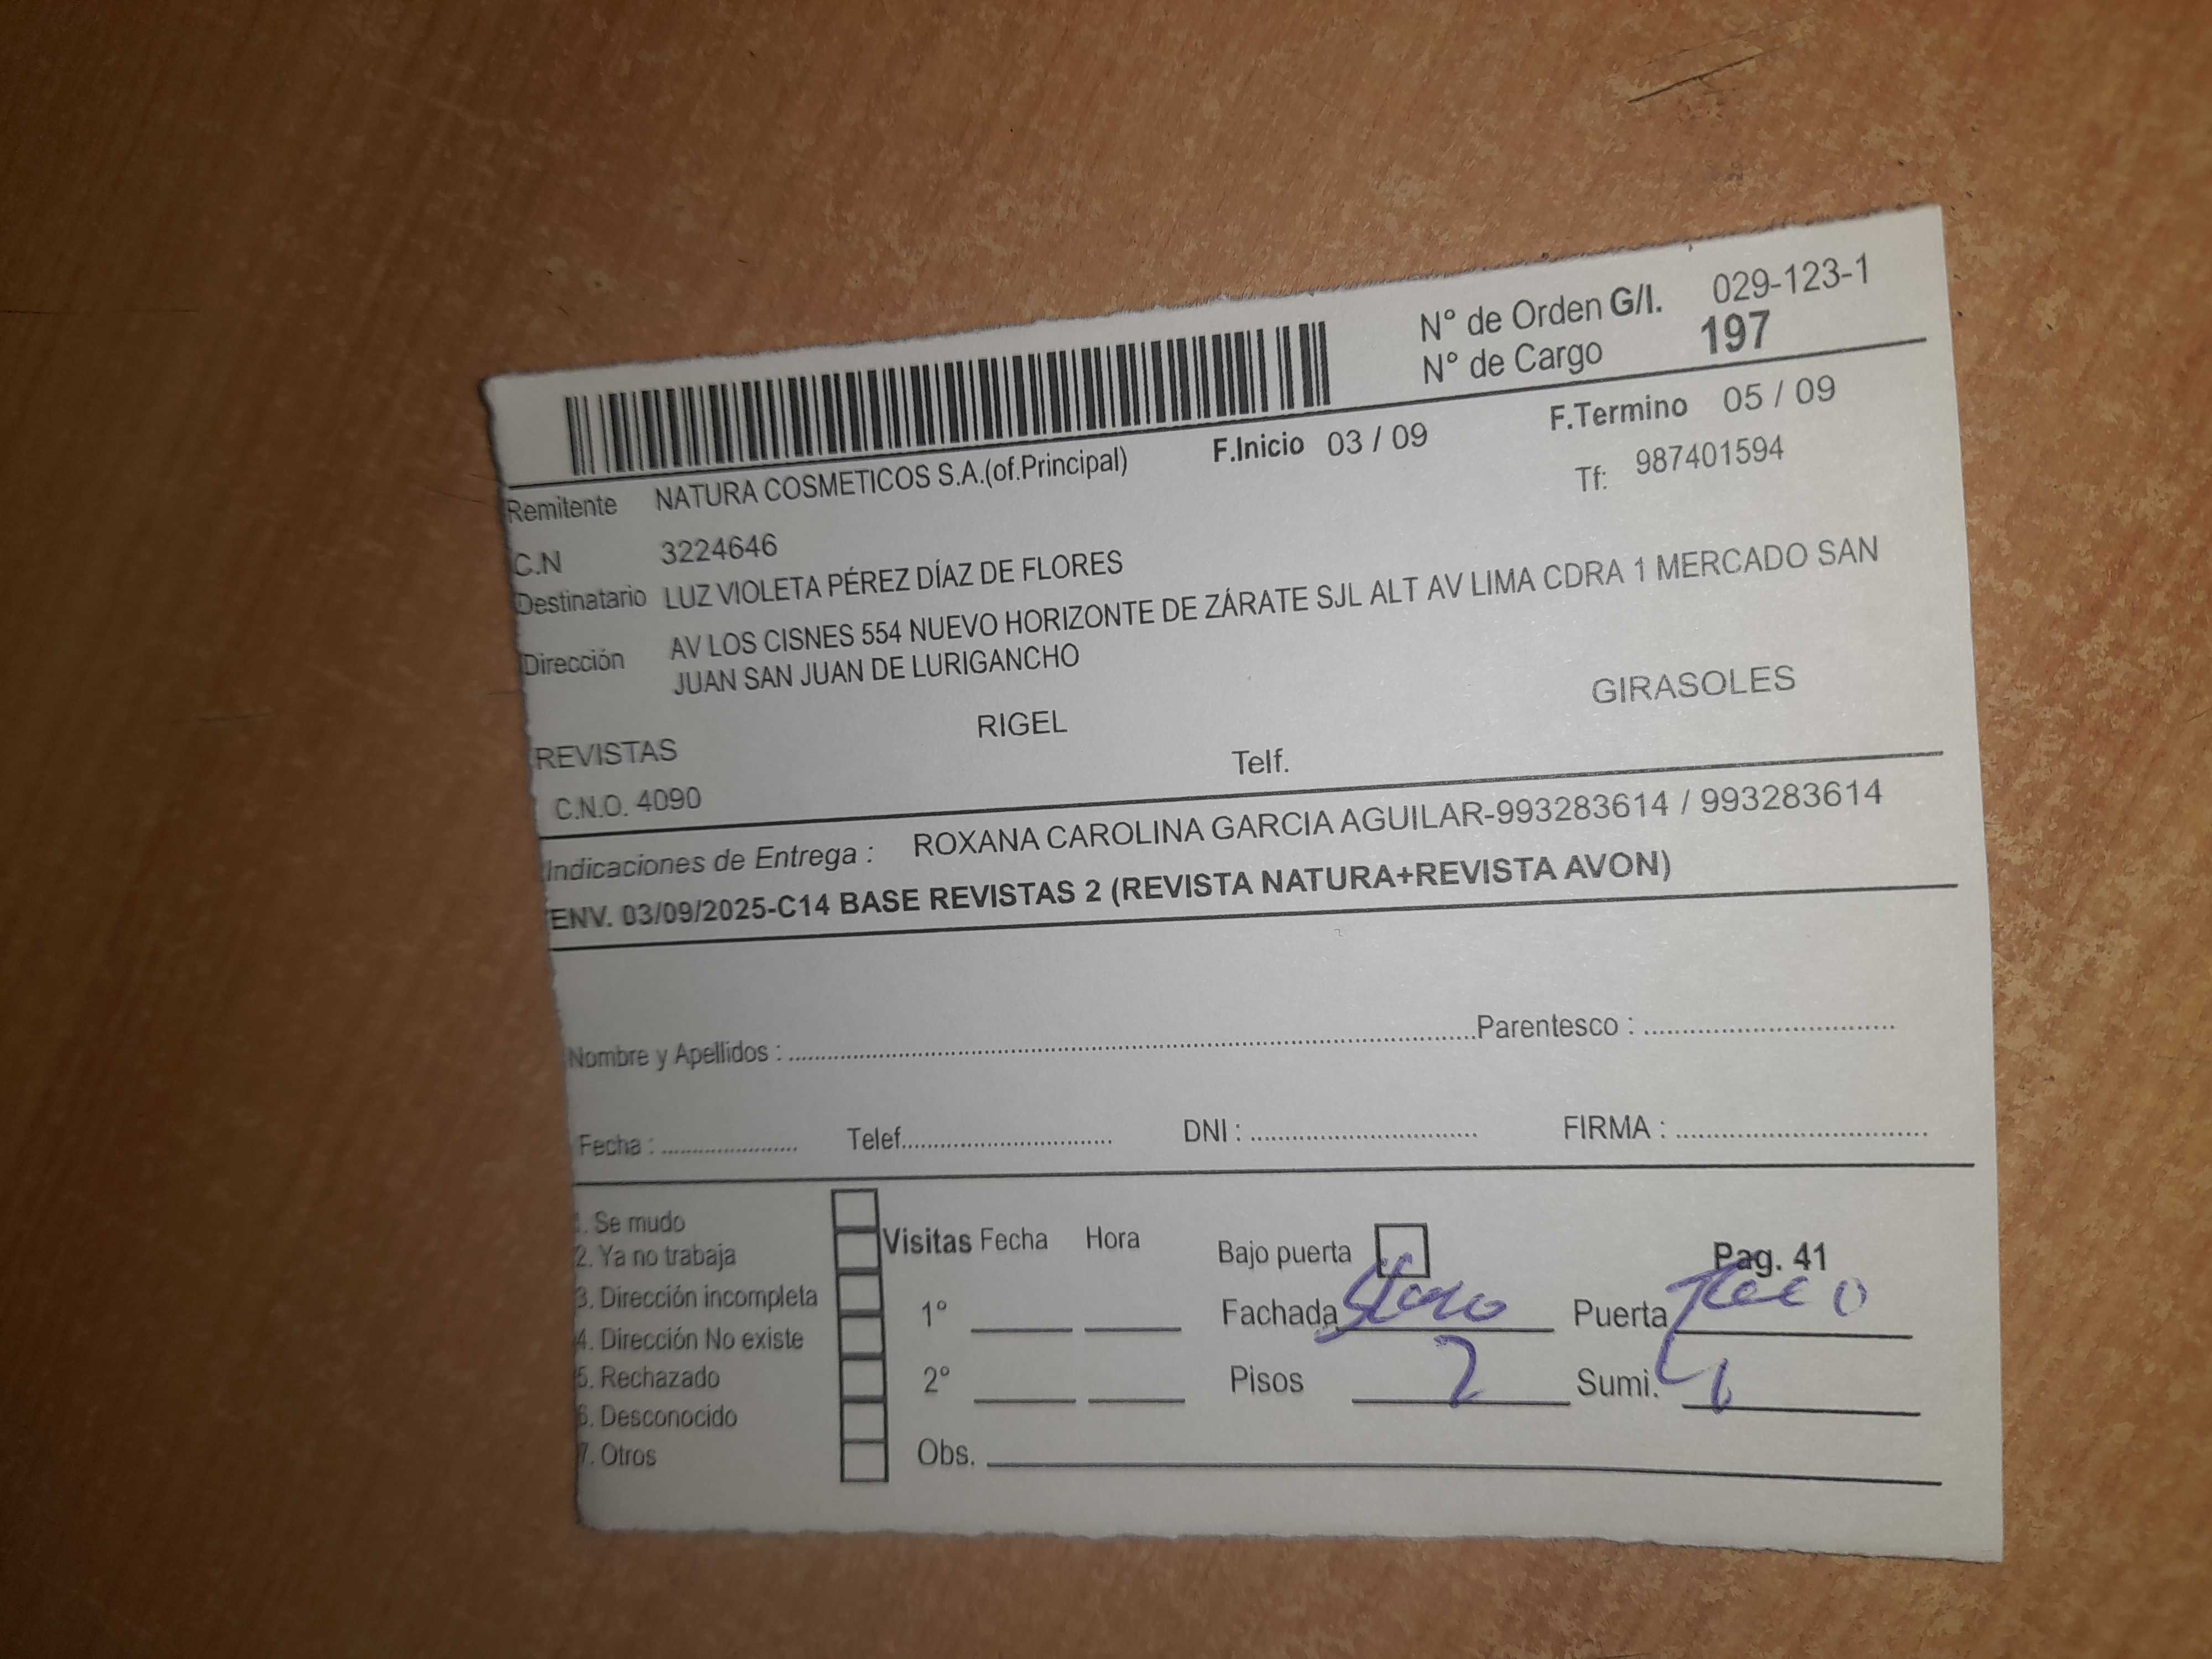 N° de Orden G/I. 029-123-1
N° de Cargo 197
F.Inicio 03 / 09 F.Termino 05 / 09
Remitente NATURA COSMETICOS S.A.(of.Principal) Tf: 987401594
C.N 3224646
Destinatario LUZ VIOLETA PÉREZ DÍAZ DE FLORES
Dirección AV LOS CISNES 554 NUEVO HORIZONTE DE ZÁRATE SJL ALT AV LIMA CDRA 1 MERCADO SAN
JUAN SAN JUAN DE LURIGANCHO
REVISTAS RIGEL GIRASOLES
C.N.O. 4090 Telf.
Indicaciones de Entrega : ROXANA CAROLINA GARCIA AGUILAR-993283614 / 993283614
ENV. 03/09/2025-C14 BASE REVISTAS 2 (REVISTA NATURA+REVISTA AVON)
Nombre y Apellidos : Parentesco :
Fecha : Telef. DNI : FIRMA :
1. Se mudo
2. Ya no trabaja
3. Dirección incompleta
4. Dirección No existe
5. Rechazado
6. Desconocido
7. Otros
Visitas Fecha Hora
1°
2°
Obs.
Bajo puerta Pag. 41
Fachada Puerta
Pisos 2 Sumi.